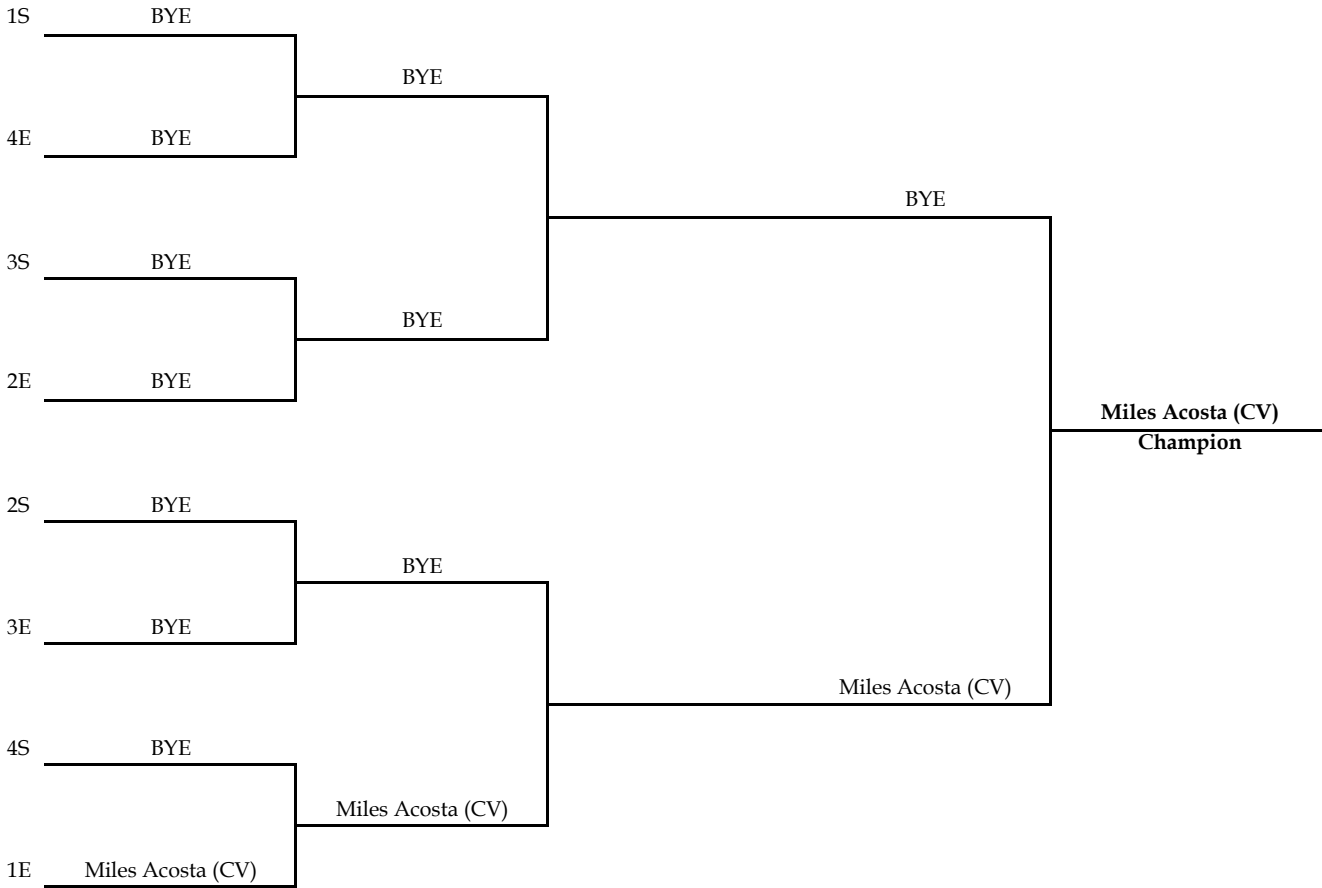 1S BYE
BYE
4E BYE
BYE
3S BYE
BYE
2E BYE
Miles Acosta (CV)
Champion
2S BYE
BYE
3E BYE
Miles Acosta (CV)
4S BYE
Miles Acosta (CV)
1E Miles Acosta (CV)